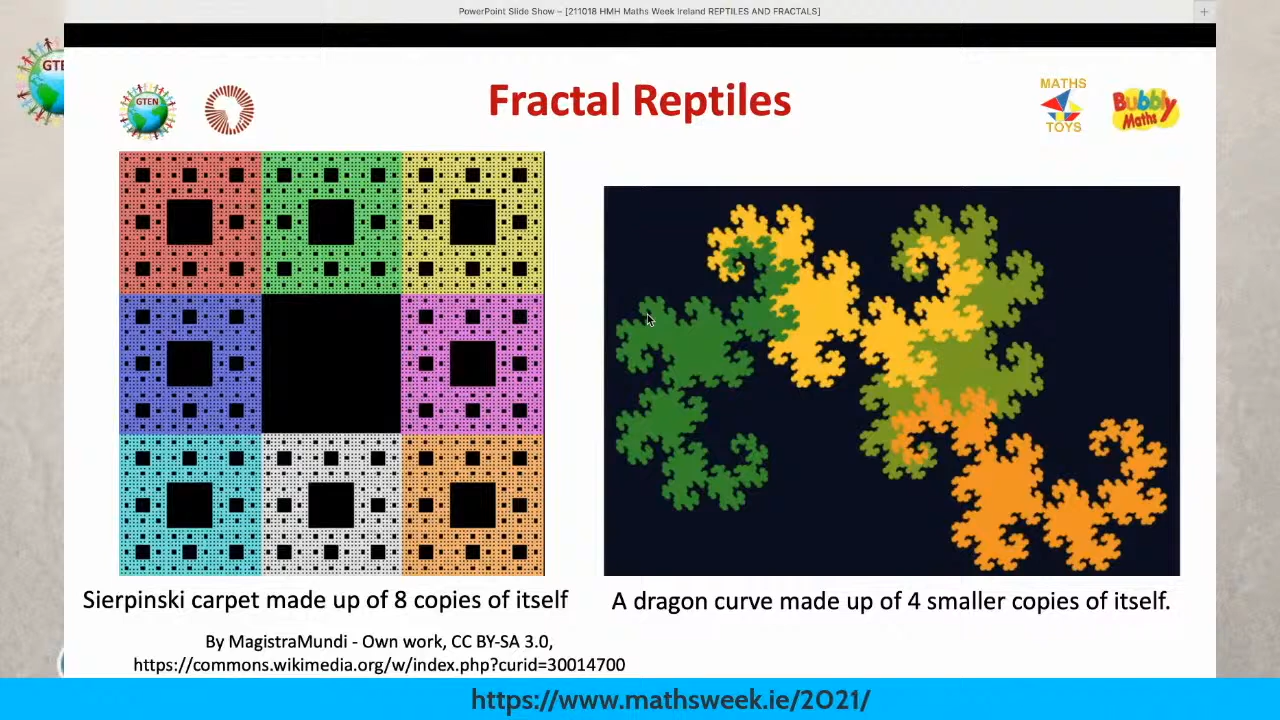 PowerPoint Slide Show – [211018 HMH Maths Week Ireland REPTILES AND FRACTALS]
GTE
GTEN
Fractal Reptiles
MATHS
TOYS
Bubbly
Maths
Sierpinski carpet made up of 8 copies of itself
A dragon curve made up of 4 smaller copies of itself.
By MagistraMundi - Own work, CC BY-SA 3.0,
https://commons.wikimedia.org/w/index.php?curid=30014700
https://www.mathsweek.ie/2021/